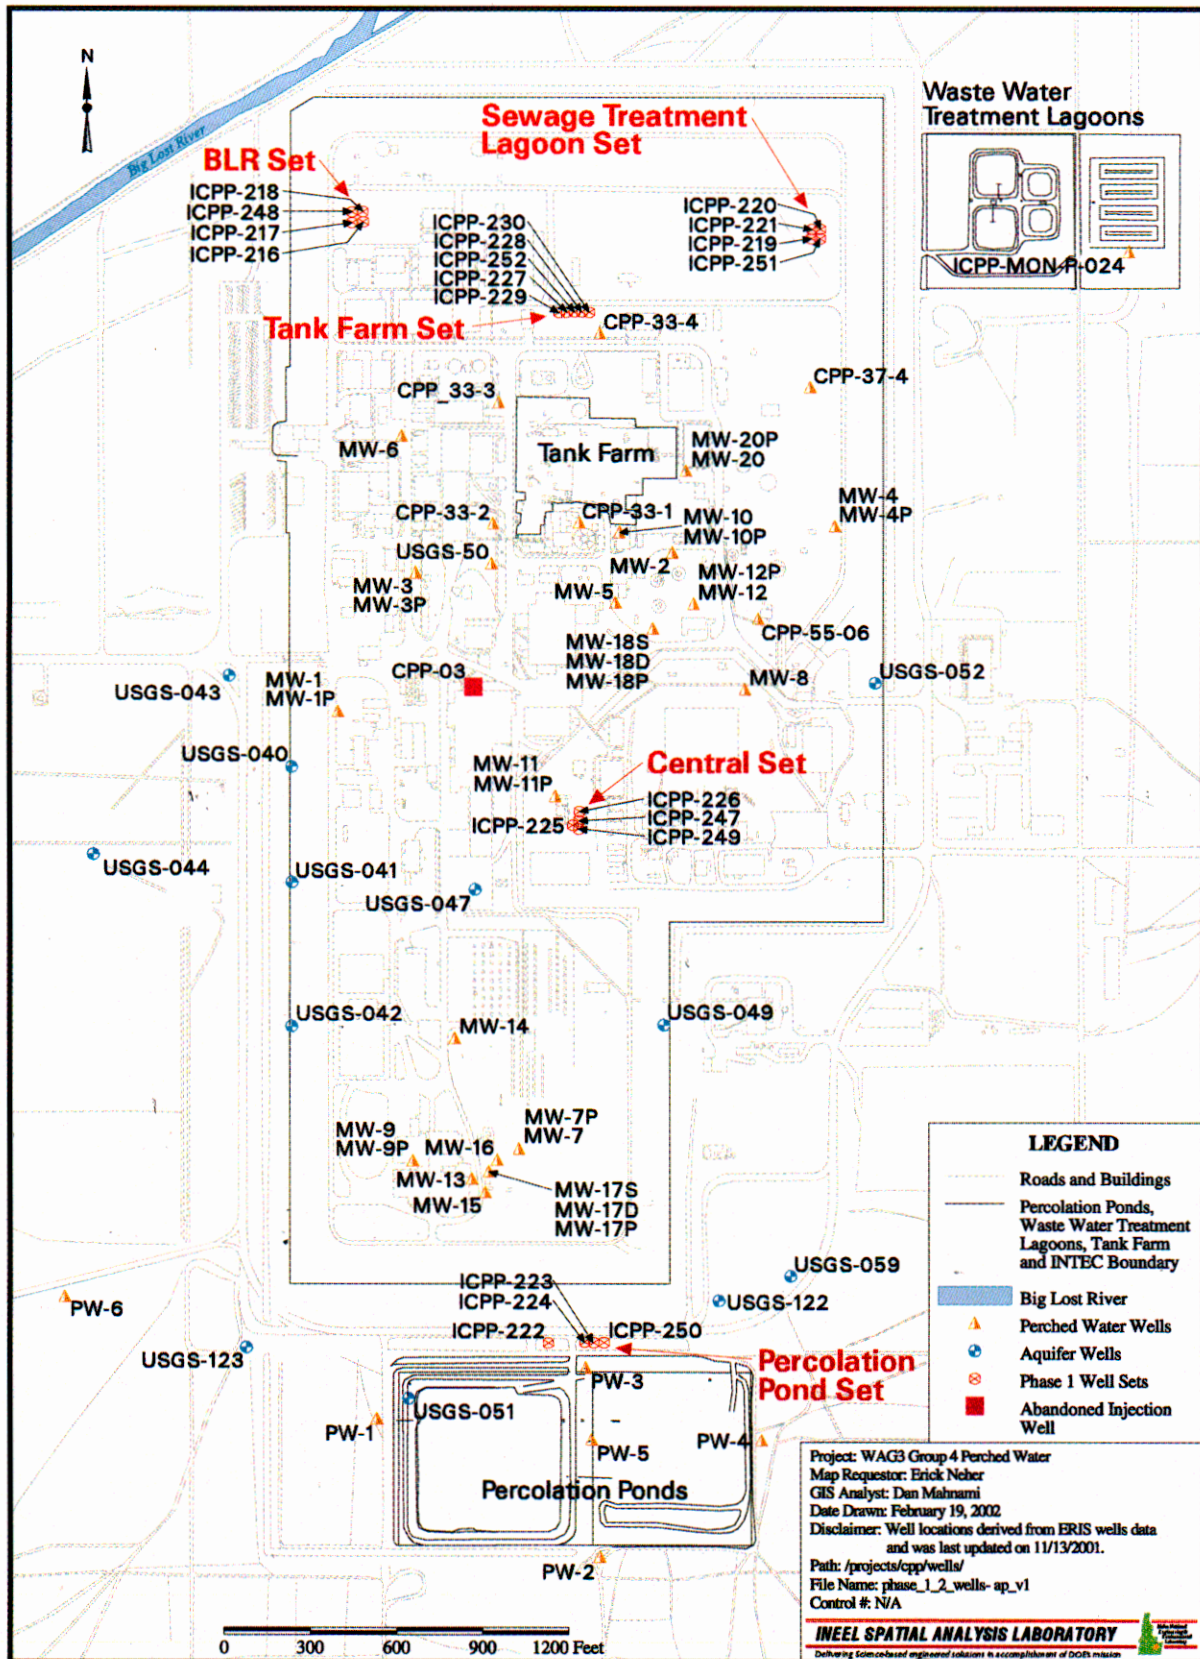 N
Big Lost River
Waste Water
Treatment Lagoons
Sewage Treatment
Lagoon Set
BLR Set
ICPP-218
ICPP-248
ICPP-217
ICPP-216
ICPP-230
ICPP-228
ICPP-252
ICPP-227
ICPP-229
ICPP-220
ICPP-221
ICPP-219
ICPP-251
ICPP-MON-P-024
Tank Farm Set
CPP-33-4
CPP_33-3
CPP-37-4
MW-6
Tank Farm
MW-20P
MW-20
CPP-33-2
CPP-33-1
MW-10
MW-10P
MW-4
MW-4P
USGS-50
MW-2
MW-3
MW-3P
MW-5
MW-12P
MW-12
CPP-55-06
MW-18S
MW-18D
MW-18P
CPP-03
MW-8
USGS-052
USGS-043
MW-1
MW-1P
USGS-040
MW-11
MW-11P
Central Set
ICPP-226
ICPP-247
ICPP-225
ICPP-249
USGS-044
USGS-041
USGS-047
USGS-042
MW-14
USGS-049
MW-7P
MW-7
MW-9
MW-9P
MW-16
MW-13
MW-15
MW-17S
MW-17D
MW-17P
USGS-059
USGS-122
PW-6
ICPP-223
ICPP-224
ICPP-222
ICPP-250
USGS-123
Percolation
Pond Set
PW-3
USGS-051
PW-1
PW-5
PW-4
Percolation Ponds
PW-2
0 300 600 900 1200 Feet
LEGEND
Roads and Buildings
Percolation Ponds,
Waste Water Treatment
Lagoons, Tank Farm
and INTEC Boundary
Big Lost River
Perched Water Wells
Aquifer Wells
Phase 1 Well Sets
Abandoned Injection
Well
Project: WAG3 Group 4 Perched Water
Map Requestor: Erick Neher
GIS Analyst: Dan Mahnami
Date Drawn: February 19, 2002
Disclaimer: Well locations derived from ERIS wells data
and was last updated on 11/13/2001.
Path: /projects/cpp/wells/
File Name: phase_1_2_wells- ap_v1
Control #: N/A
INEEL SPATIAL ANALYSIS LABORATORY
Delivering Science-based engineered solutions in accomplishment of DOE's mission